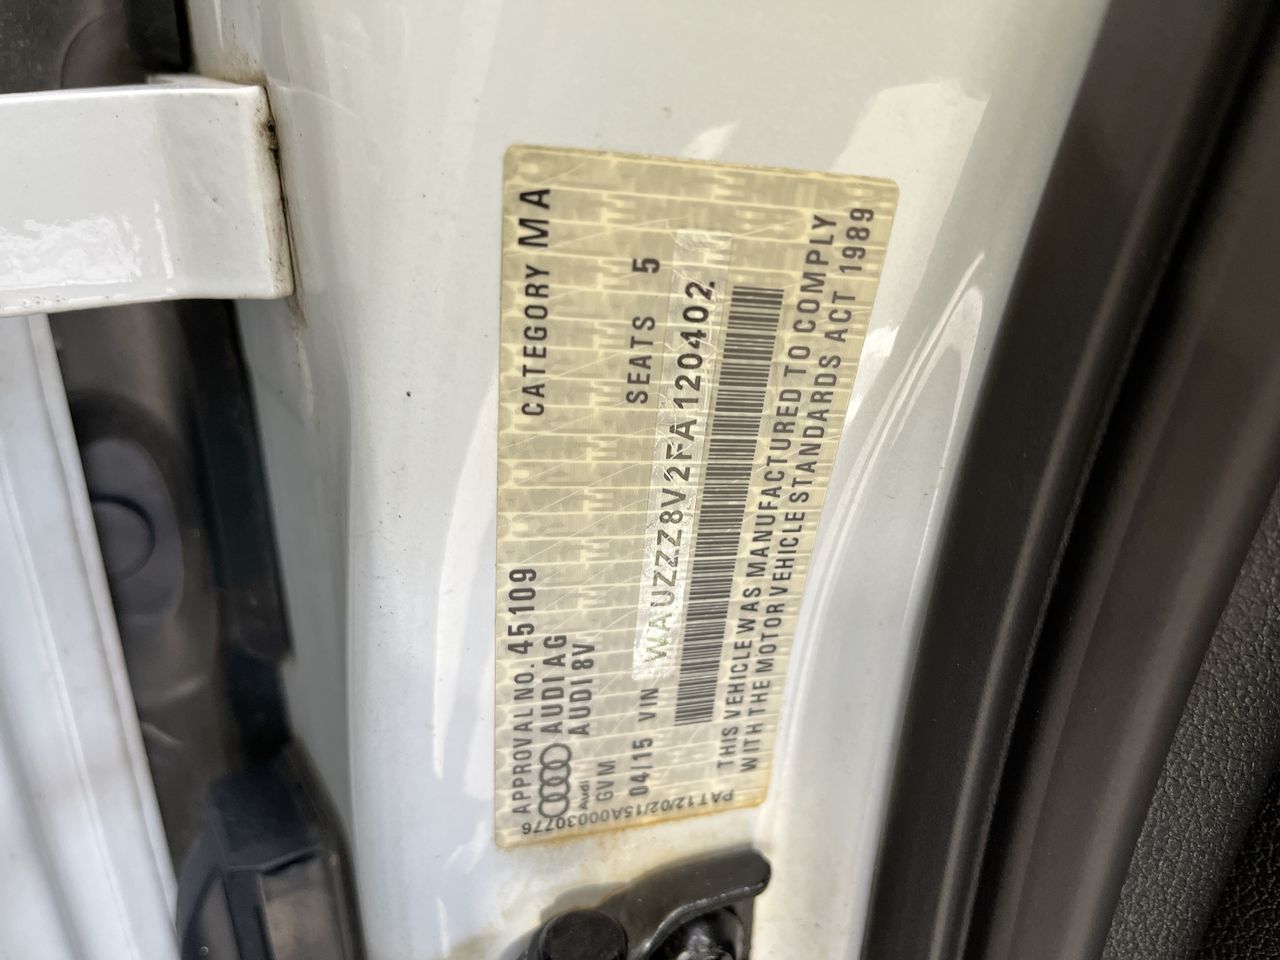 APPROVAL NO. 45109 CATEGORY MA
AUDI AG
Audi AUDI 8V
GVM
SEATS 5
04/15 VIN WAUZZZ8V2FA120402.
THIS VEHICLE WAS MANUFACTURED TO COMPLY
WITH THE MOTOR VEHICLE STANDARDS ACT 1989
PAT12/02/15A00030776